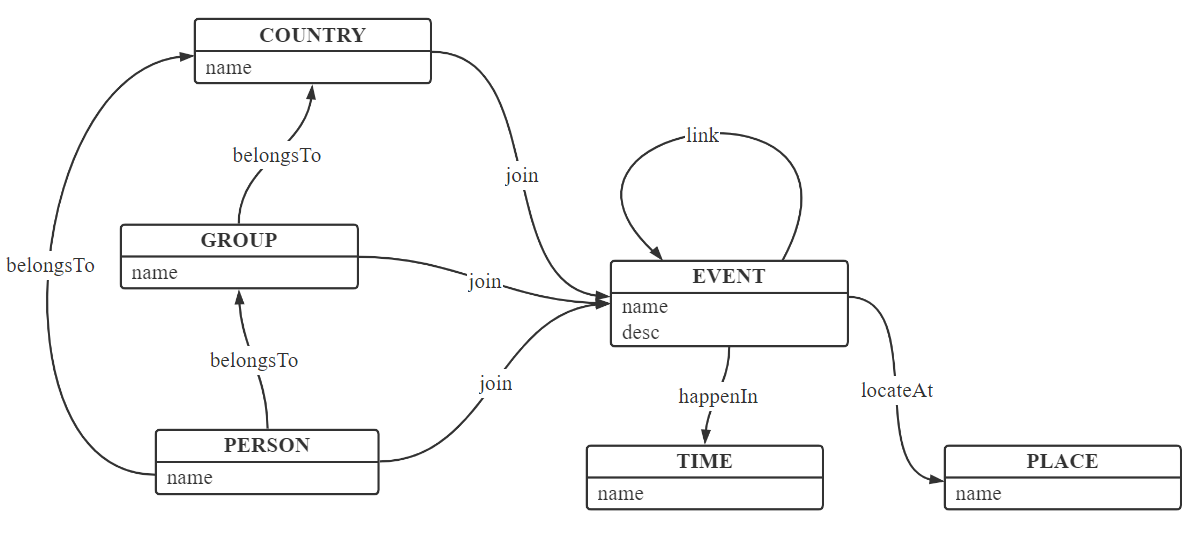 COUNTRY
name
link
belongsTo
join
GROUP
name
belongsTo
join
EVENT
name
desc
belongsTo
join
happenIn
locateAt
PERSON
name
TIME
name
PLACE
name